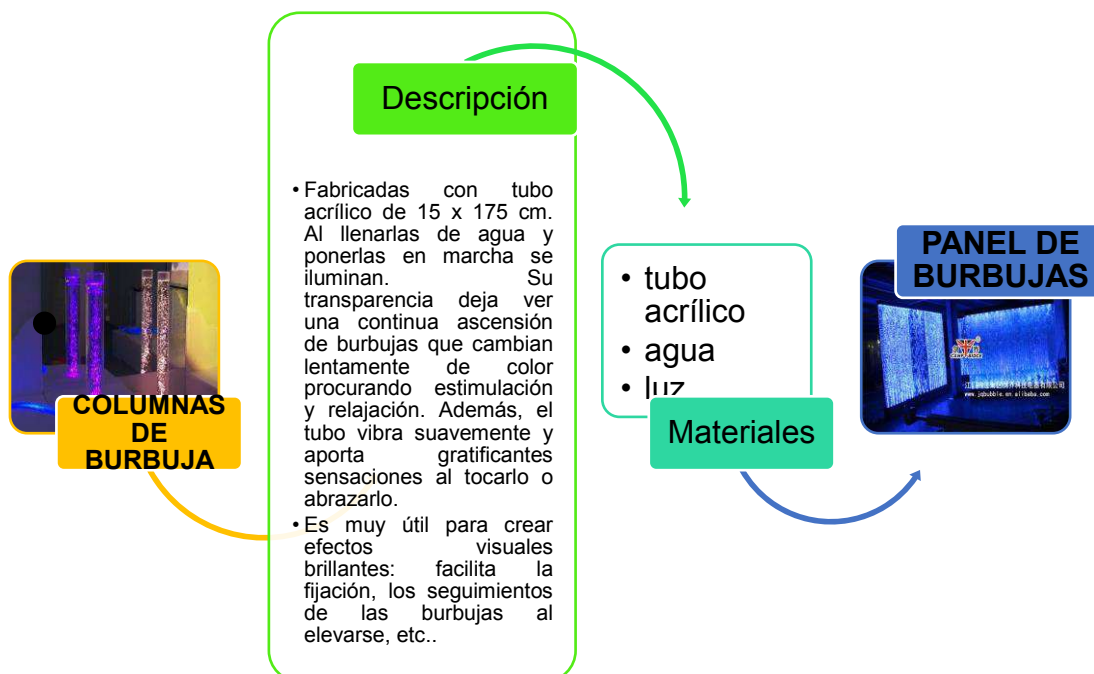 COLUMNAS
DE
BURBUJA
Descripción
• Fabricadas con tubo
acrílico de 15 x 175 cm.
Al llenarlas de agua y
ponerlas en marcha se
iluminan. Su
transparencia deja ver
una continua ascensión
de burbujas que cambian
lentamente de color
procurando estimulación
y relajación. Además, el
tubo vibra suavemente y
aporta gratificantes
sensaciones al tocarlo o
abrazarlo.
• Es muy útil para crear
efectos visuales
brillantes: facilita la
fijación, los seguimientos
de las burbujas al
elevarse, etc..
• tubo
acrílico
• agua
• luz
Materiales
PANEL DE
BURBUJAS
www.jqbubble.en.alibaba.com